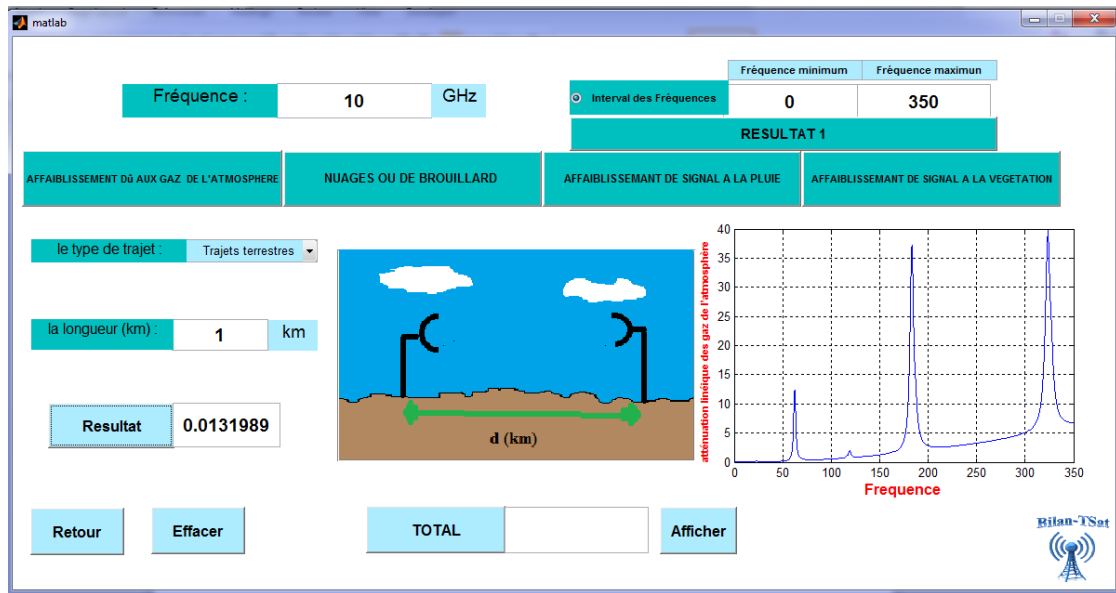 matlab
Fréquence :
10
GHz
Fréquence minimum
Fréquence maximun
Interval des Fréquences
0
350
RESULTAT 1
AFFAIBLISSEMENT Dû AUX GAZ DE L'ATMOSPHERE
NUAGES OU DE BROUILLARD
AFFAIBLISSEMANT DE SIGNAL A LA PLUIE
AFFAIBLISSEMANT DE SIGNAL A LA VEGETATION
le type de trajet :
Trajets terrestres
la longueur (km) :
1
km
Resultat
0.0131989
d (km)
atténuation linéique des gaz de l'atmosphère
40
35
30
25
20
15
10
5
0
0
50
100
150
200
250
300
350
Frequence
Retour
Effacer
TOTAL
Afficher
Bilan-TSat